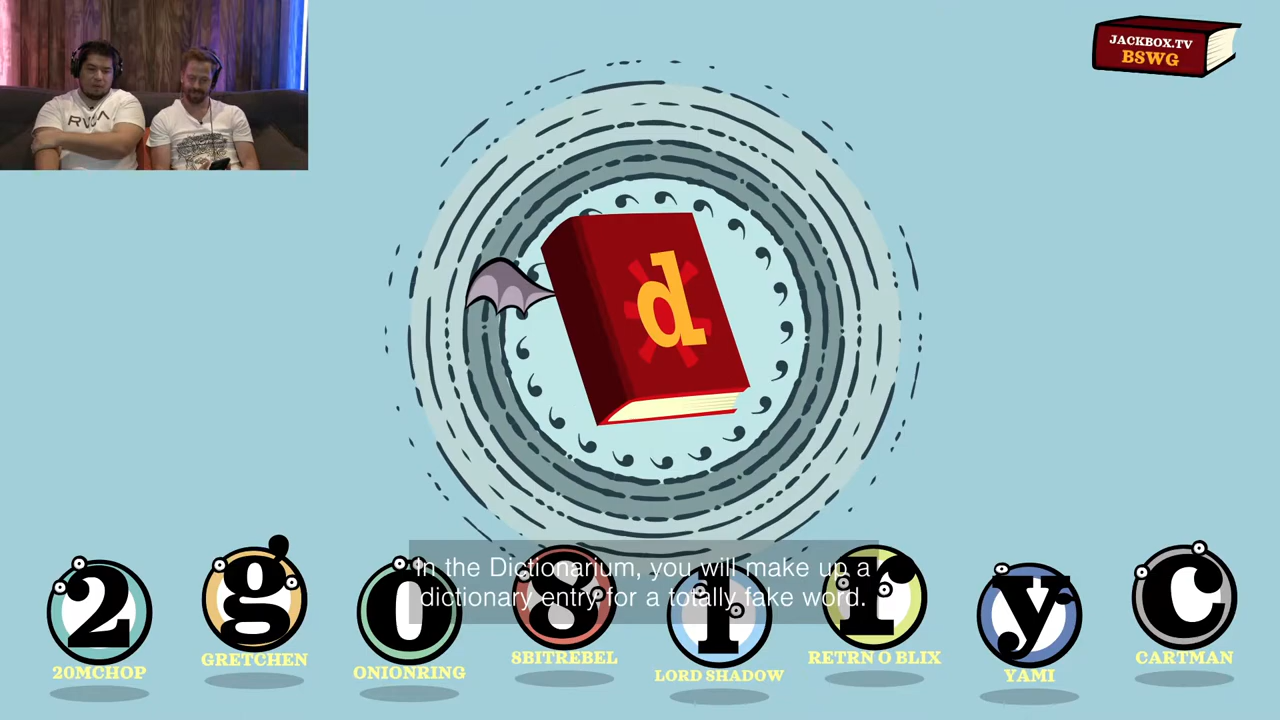 JACKBOX.TV
BSWG
RVCA
d
In the Dictionarium, you will make up a
dictionary entry for a totally fake word.
2
g
o
8
l
r
y
c
20MCHOP
GRETCHEN
ONIONRING
8BITREBEL
LORD SHADOW
RETRN O BLIX
YAMI
CARTMAN